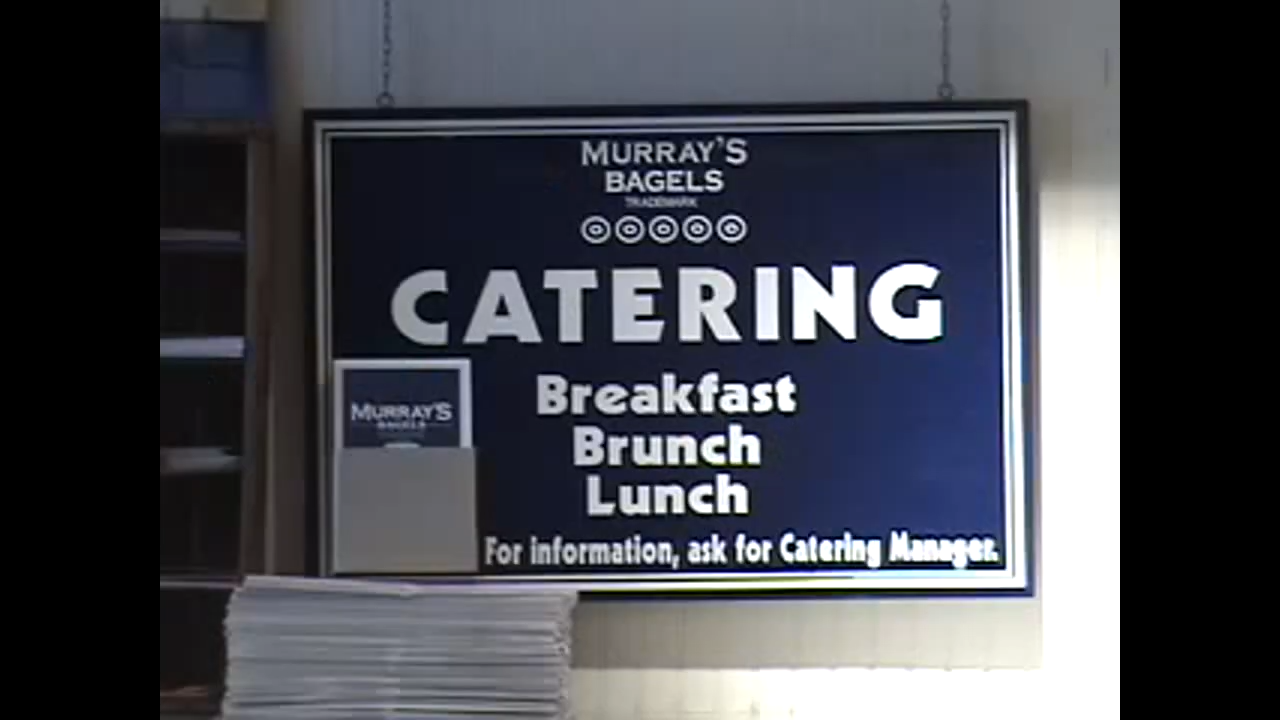 MURRAY'S
BAGELS
TRADEMARK
CATERING
Breakfast
Brunch
Lunch
For information, ask for Catering Manager.
MURRAY'S
BAGELS